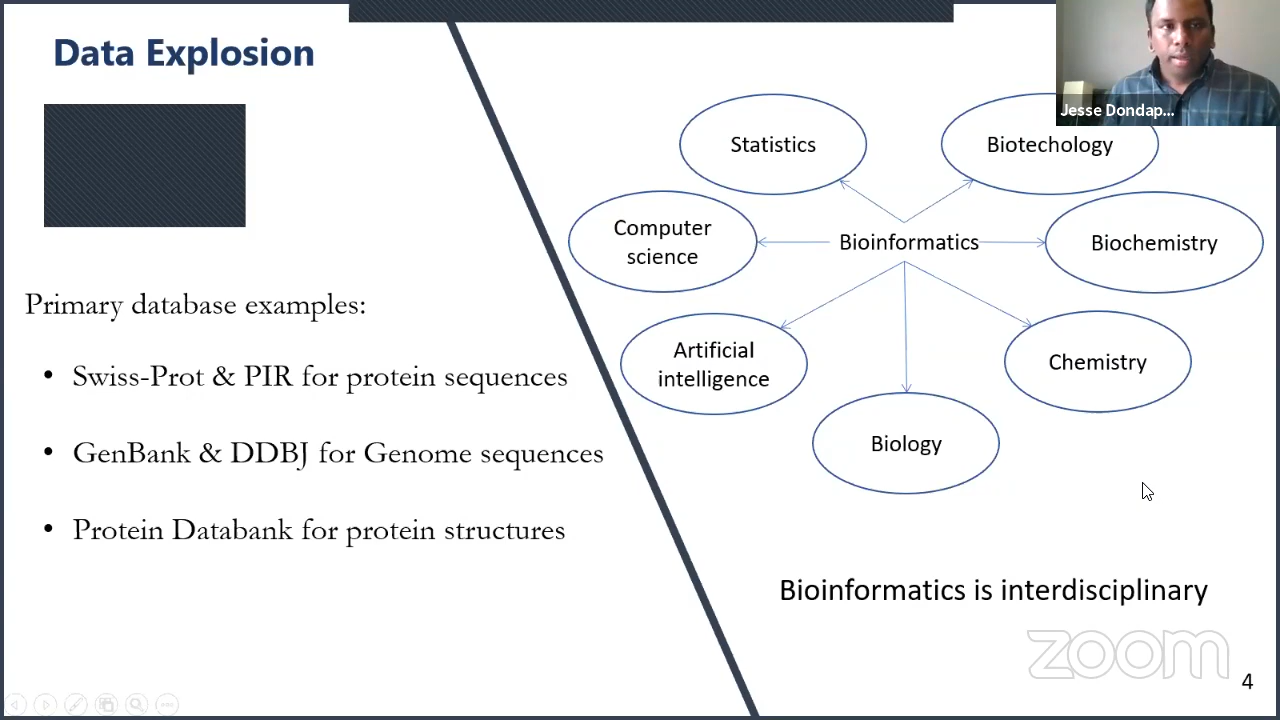 Data Explosion
Primary database examples:
• Swiss-Prot & PIR for protein sequences
• GenBank & DDBJ for Genome sequences
• Protein Databank for protein structures
Jesse Dondap...
Statistics
Biotechology
Computer
science
Bioinformatics
Biochemistry
Artificial
intelligence
Chemistry
Biology
Bioinformatics is interdisciplinary
zoom
4